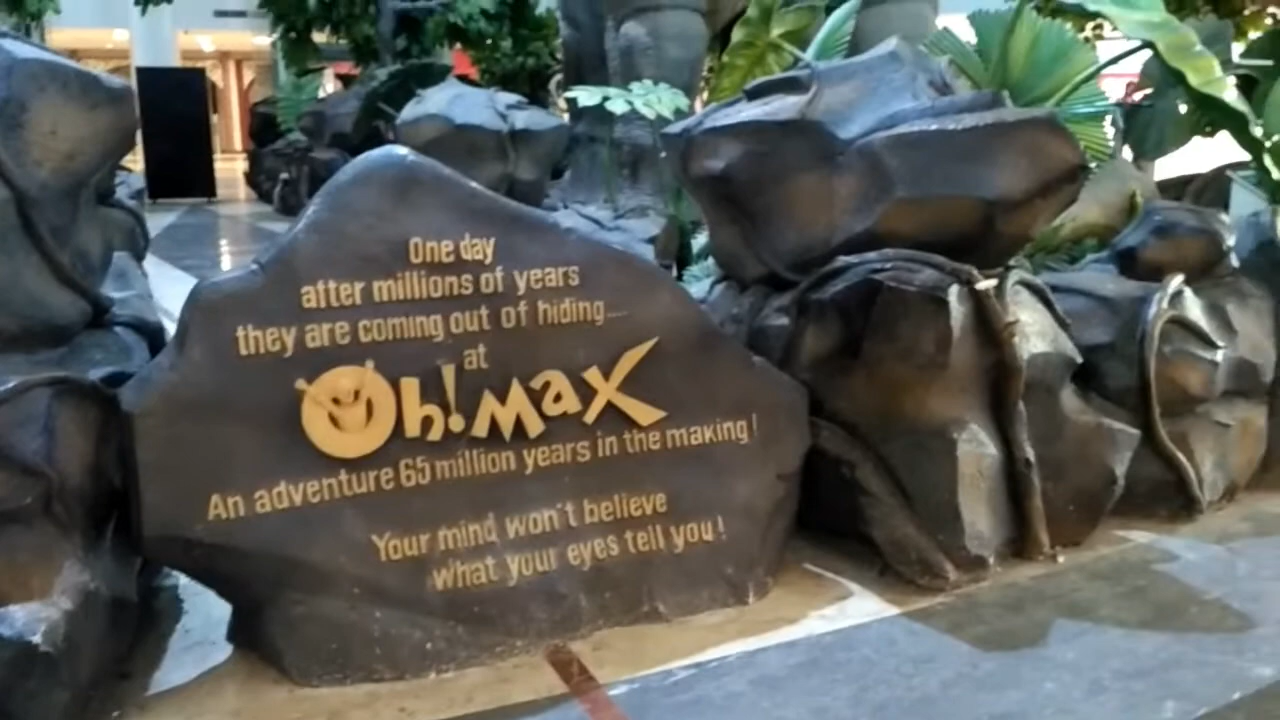 One day
after millions of years
they are coming out of hiding....
at
Oh!Max
An adventure 65 million years in the making!
Your mind won't believe
what your eyes tell you!